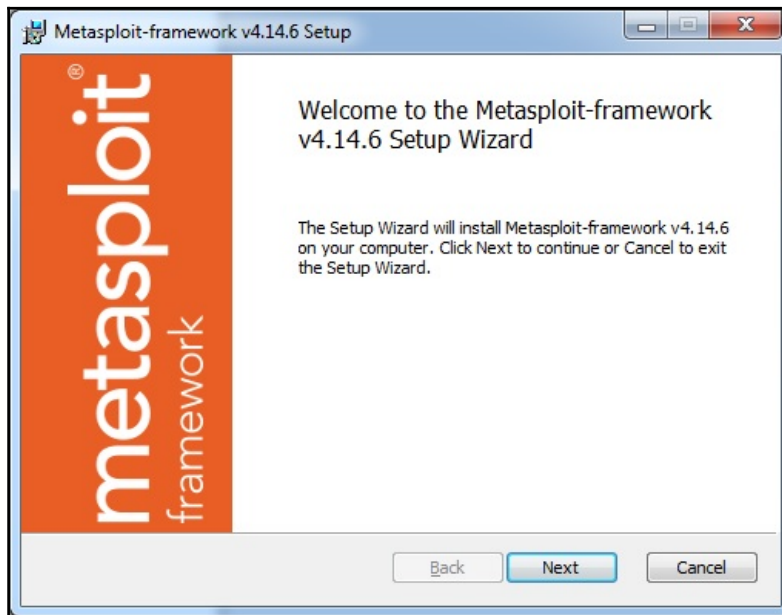 Metasploit-framework v4.14.6 Setup
metasploit®
framework
Welcome to the Metasploit-framework
v4.14.6 Setup Wizard
The Setup Wizard will install Metasploit-framework v4.14.6
on your computer. Click Next to continue or Cancel to exit
the Setup Wizard.
Back
Next
Cancel